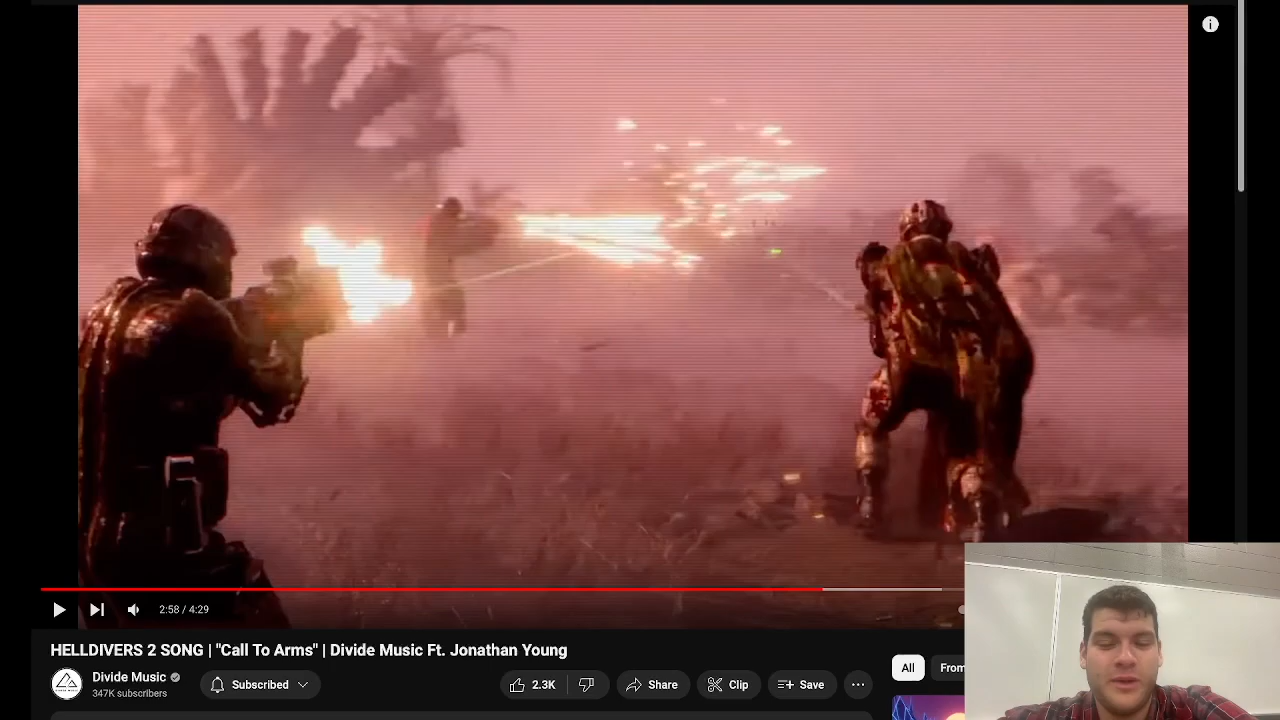 2:58 / 4:29
HELLDIVERS 2 SONG | "Call To Arms" | Divide Music Ft. Jonathan Young
Divide Music
347K subscribers
Subscribed
2.3K
Share
Clip
Save
All
From